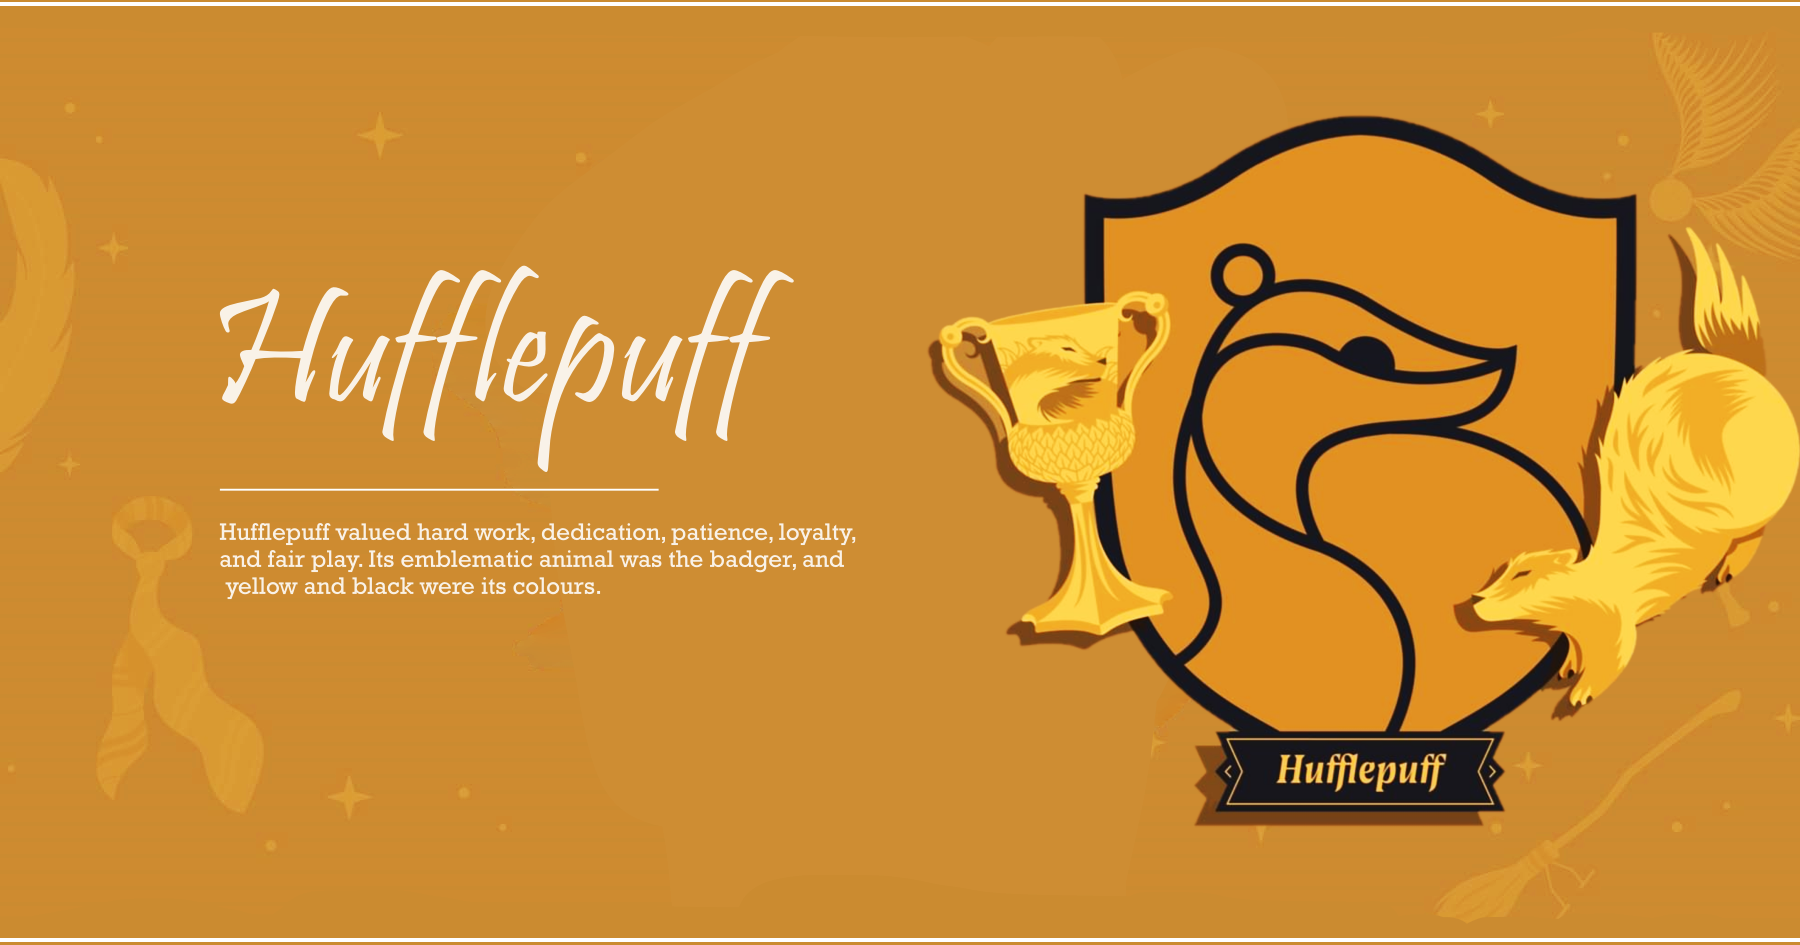 Hufflepuff
Hufflepuff valued hard work, dedication, patience, loyalty,
and fair play. Its emblematic animal was the badger, and
yellow and black were its colours.
Hufflepuff